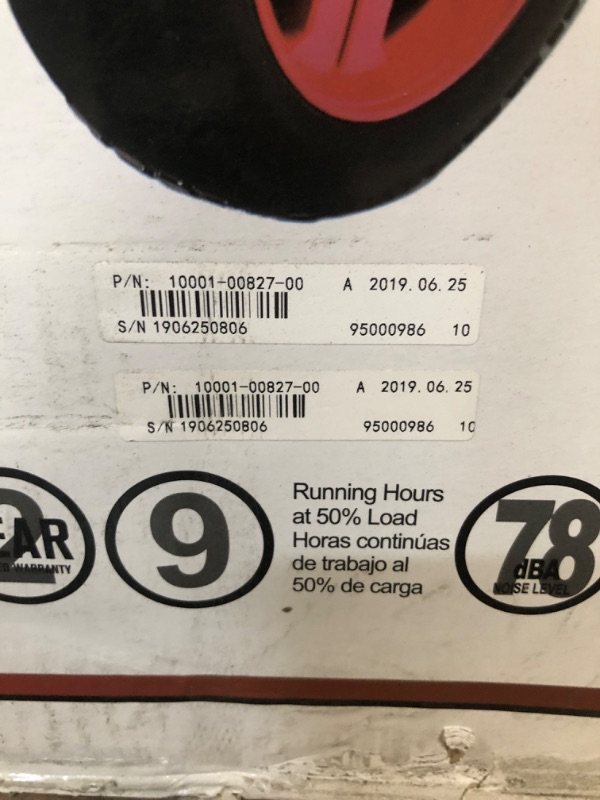 P/N: 10001-00827-00 A 2019.06.25
S/N 1906250806 95000986 10
P/N: 10001-00827-00 A 2019.06.25
S/N 1906250806 95000986 10
EAR
WARRANTY
9
Running Hours
at 50% Load
Horas continúas
de trabajo al
50% de carga
78
dBA
NOISE LEVEL